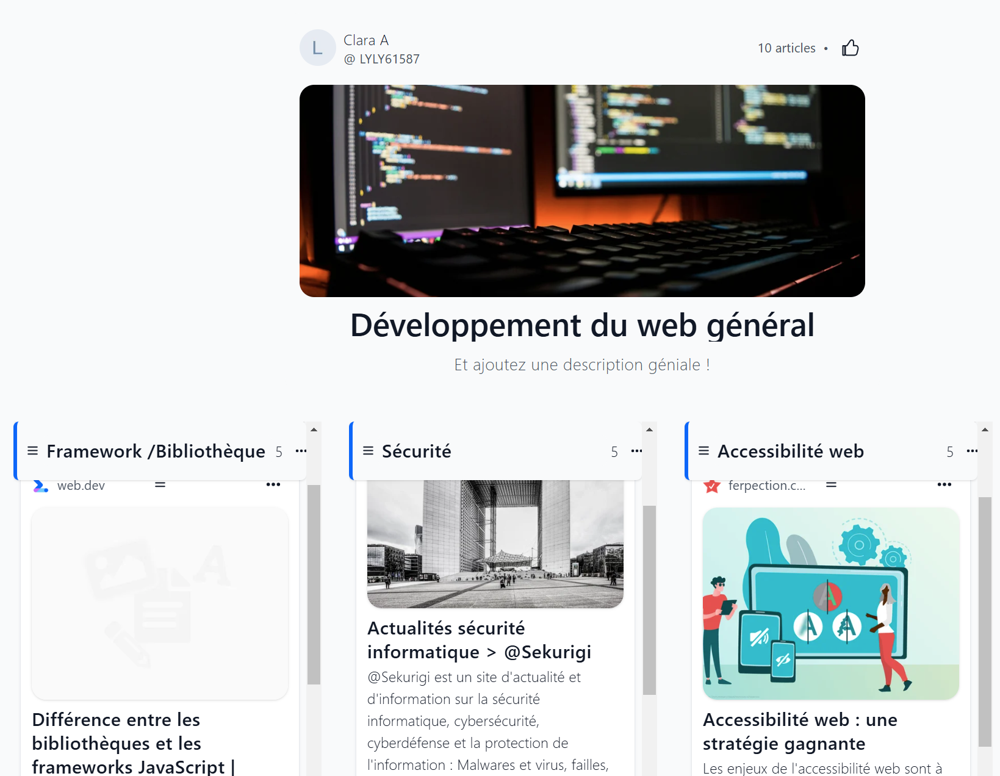 L
Clara A
@ LYLY61587
10 articles •
Développement du web général
Et ajoutez une description géniale !
Framework /Bibliothèque 5
web.dev
Différence entre les
bibliothèques et les
frameworks JavaScript |
Sécurité 5
Actualités sécurité
informatique > @Sekurigi
@Sekurigi est un site d'actualité et
d'information sur la sécurité
informatique, cybersécurité,
cyberdéfense et la protection de
l'information : Malwares et virus, failles,
Accessibilité web 5
ferpection.c...
A
A A
Accessibilité web : une
stratégie gagnante
Les enjeux de l'accessibilité web sont à